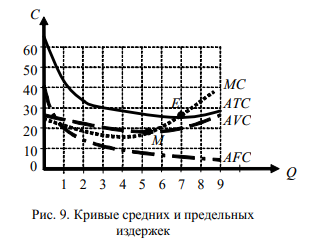 C
60
50
40
30
20
10
0
MC
ATC
AVC
AFC
E
M
1 2 3 4 5 6 7 8 9
Q
Рис. 9. Кривые средних и предельных
издержек